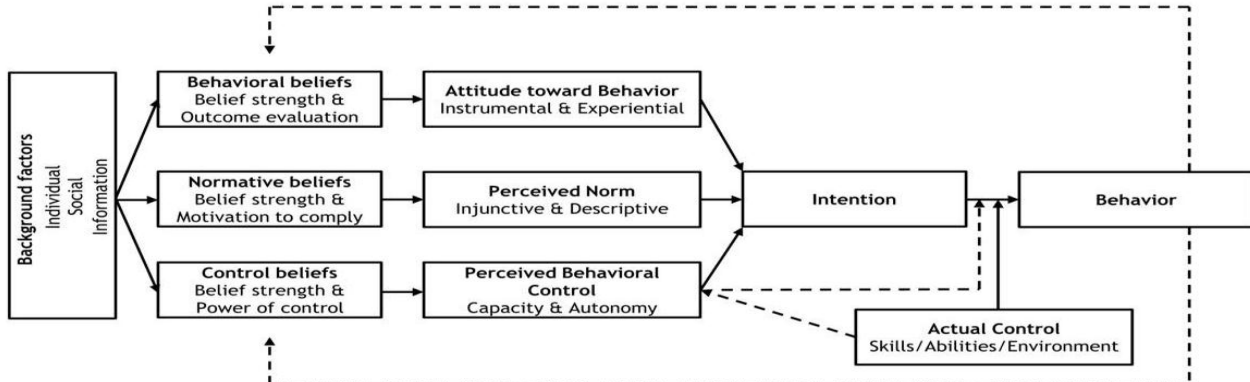 Background factors
Individual
Social
Information
Behavioral beliefs
Belief strength &
Outcome evaluation
Attitude toward Behavior
Instrumental & Experiential
Normative beliefs
Belief strength &
Motivation to comply
Perceived Norm
Injunctive & Descriptive
Intention
Behavior
Control beliefs
Belief strength &
Power of control
Perceived Behavioral
Control
Capacity & Autonomy
Actual Control
Skills/Abilities/Environment